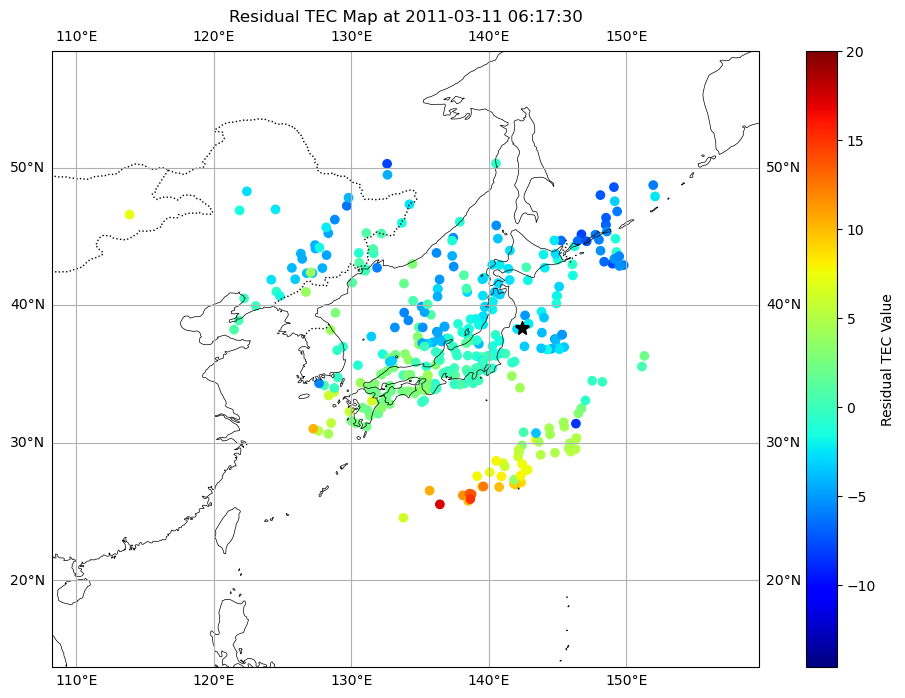 Residual TEC Map at 2011-03-11 06:17:30
110°E 120°E 130°E 140°E 150°E
20
15
50°N 50°N
10
40°N 40°N
5
Residual TEC Value
0
30°N 30°N
−5
20°N 20°N
−10
110°E 120°E 130°E 140°E 150°E